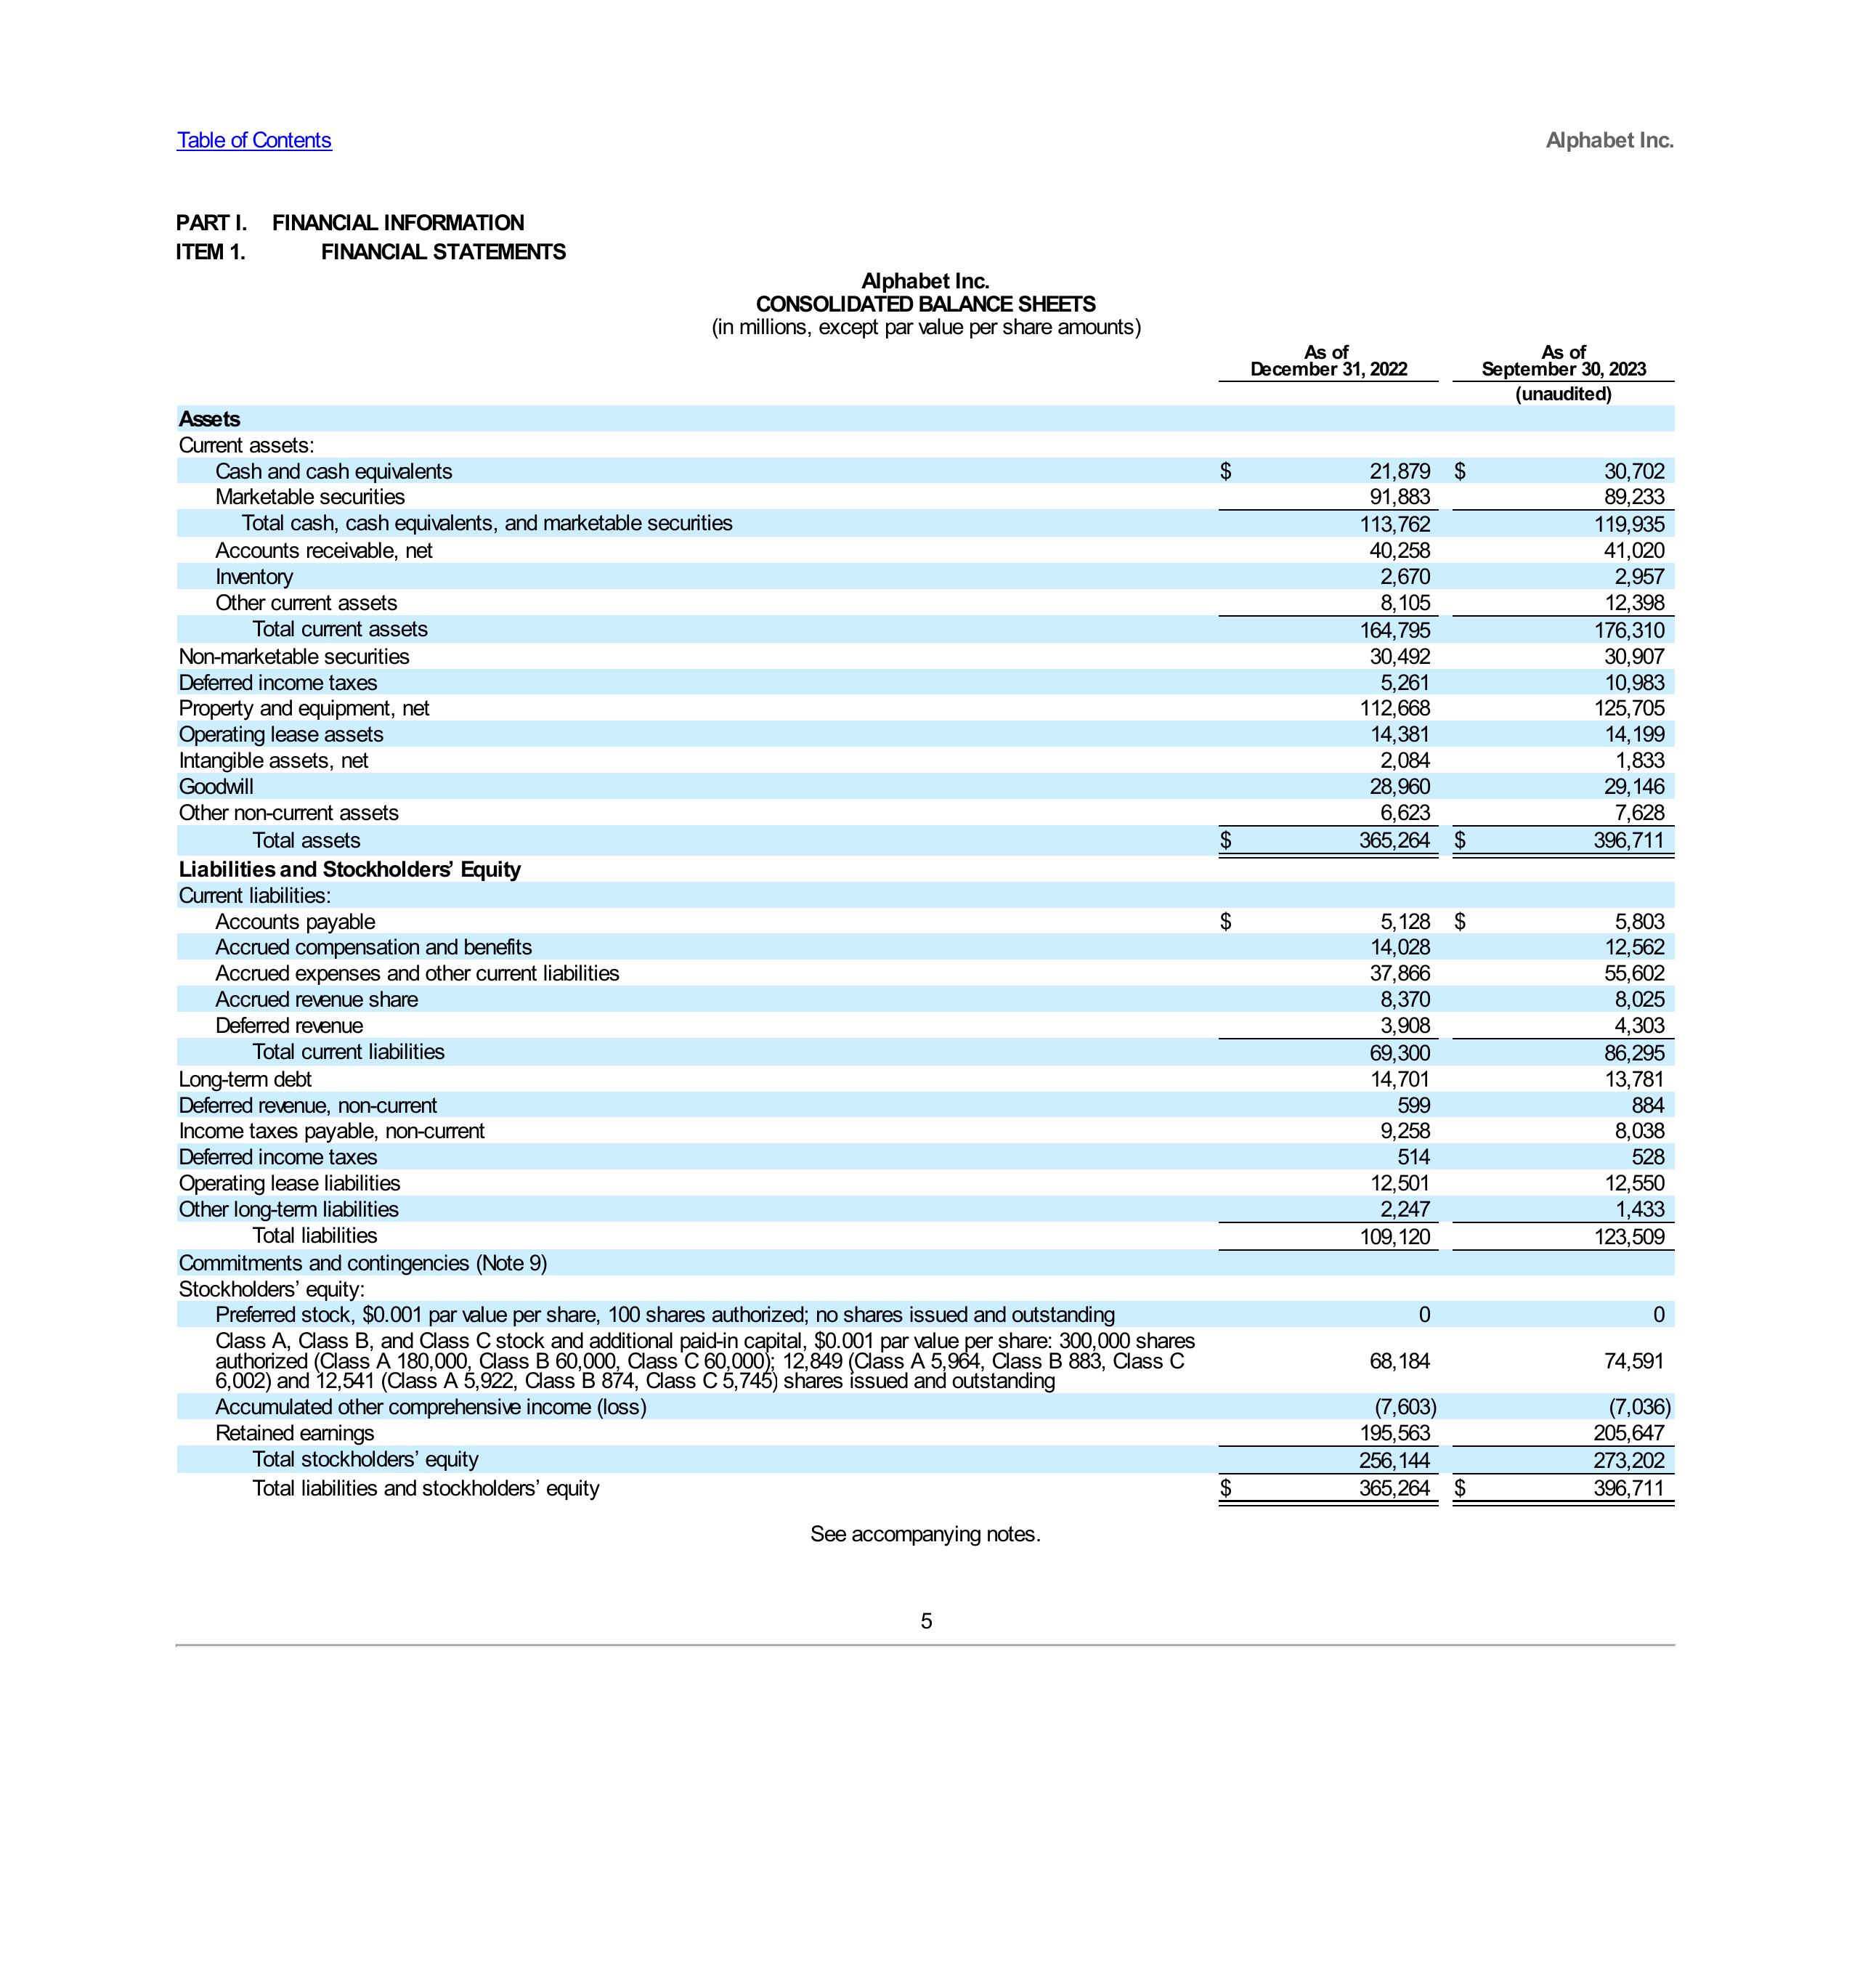 Table of Contents Alphabet Inc.
PART I. FINANCIAL INFORMATION
ITEM 1. FINANCIAL STATEMENTS
Alphabet Inc.
CONSOLIDATED BALANCE SHEETS
(in millions, except par value per share amounts)
As of As of
December 31, 2022 September 30, 2023
(unaudited)
Assets
Current assets:
Cash and cash equivalents $ 21,879 $ 30,702
Marketable securities 91,883 89,233
Total cash, cash equivalents, and marketable securities 113,762 119,935
Accounts receivable, net 40,258 41,020
Inventory 2,670 2,957
Other current assets 8,105 12,398
Total current assets 164,795 176,310
Non-marketable securities 30,492 30,907
Deferred income taxes 5,261 10,983
Property and equipment, net 112,668 125,705
Operating lease assets 14,381 14,199
Intangible assets, net 2,084 1,833
Goodwill 28,960 29,146
Other non-current assets 6,623 7,628
Total assets $ 365,264 $ 396,711
Liabilities and Stockholders’ Equity
Current liabilities:
Accounts payable $ 5,128 $ 5,803
Accrued compensation and benefits 14,028 12,562
Accrued expenses and other current liabilities 37,866 55,602
Accrued revenue share 8,370 8,025
Deferred revenue 3,908 4,303
Total current liabilities 69,300 86,295
Long-term debt 14,701 13,781
Deferred revenue, non-current 599 884
Income taxes payable, non-current 9,258 8,038
Deferred income taxes 514 528
Operating lease liabilities 12,501 12,550
Other long-term liabilities 2,247 1,433
Total liabilities 109,120 123,509
Commitments and contingencies (Note 9)
Stockholders’ equity:
Preferred stock, $0.001 par value per share, 100 shares authorized; no shares issued and outstanding 0 0
Class A, Class B, and Class C stock and additional paid-in capital, $0.001 par value per share: 300,000 shares
authorized (Class A 180,000, Class B 60,000, Class C 60,000); 12,849 (Class A 5,964, Class B 883, Class C 68,184 74,591
6,002) and 12,541 (Class A 5,922, Class B 874, Class C 5,745) shares issued and outstanding
Accumulated other comprehensive income (loss) (7,603) (7,036)
Retained earnings 195,563 205,647
Total stockholders’ equity 256,144 273,202
Total liabilities and stockholders’ equity $ 365,264 $ 396,711
See accompanying notes.
5